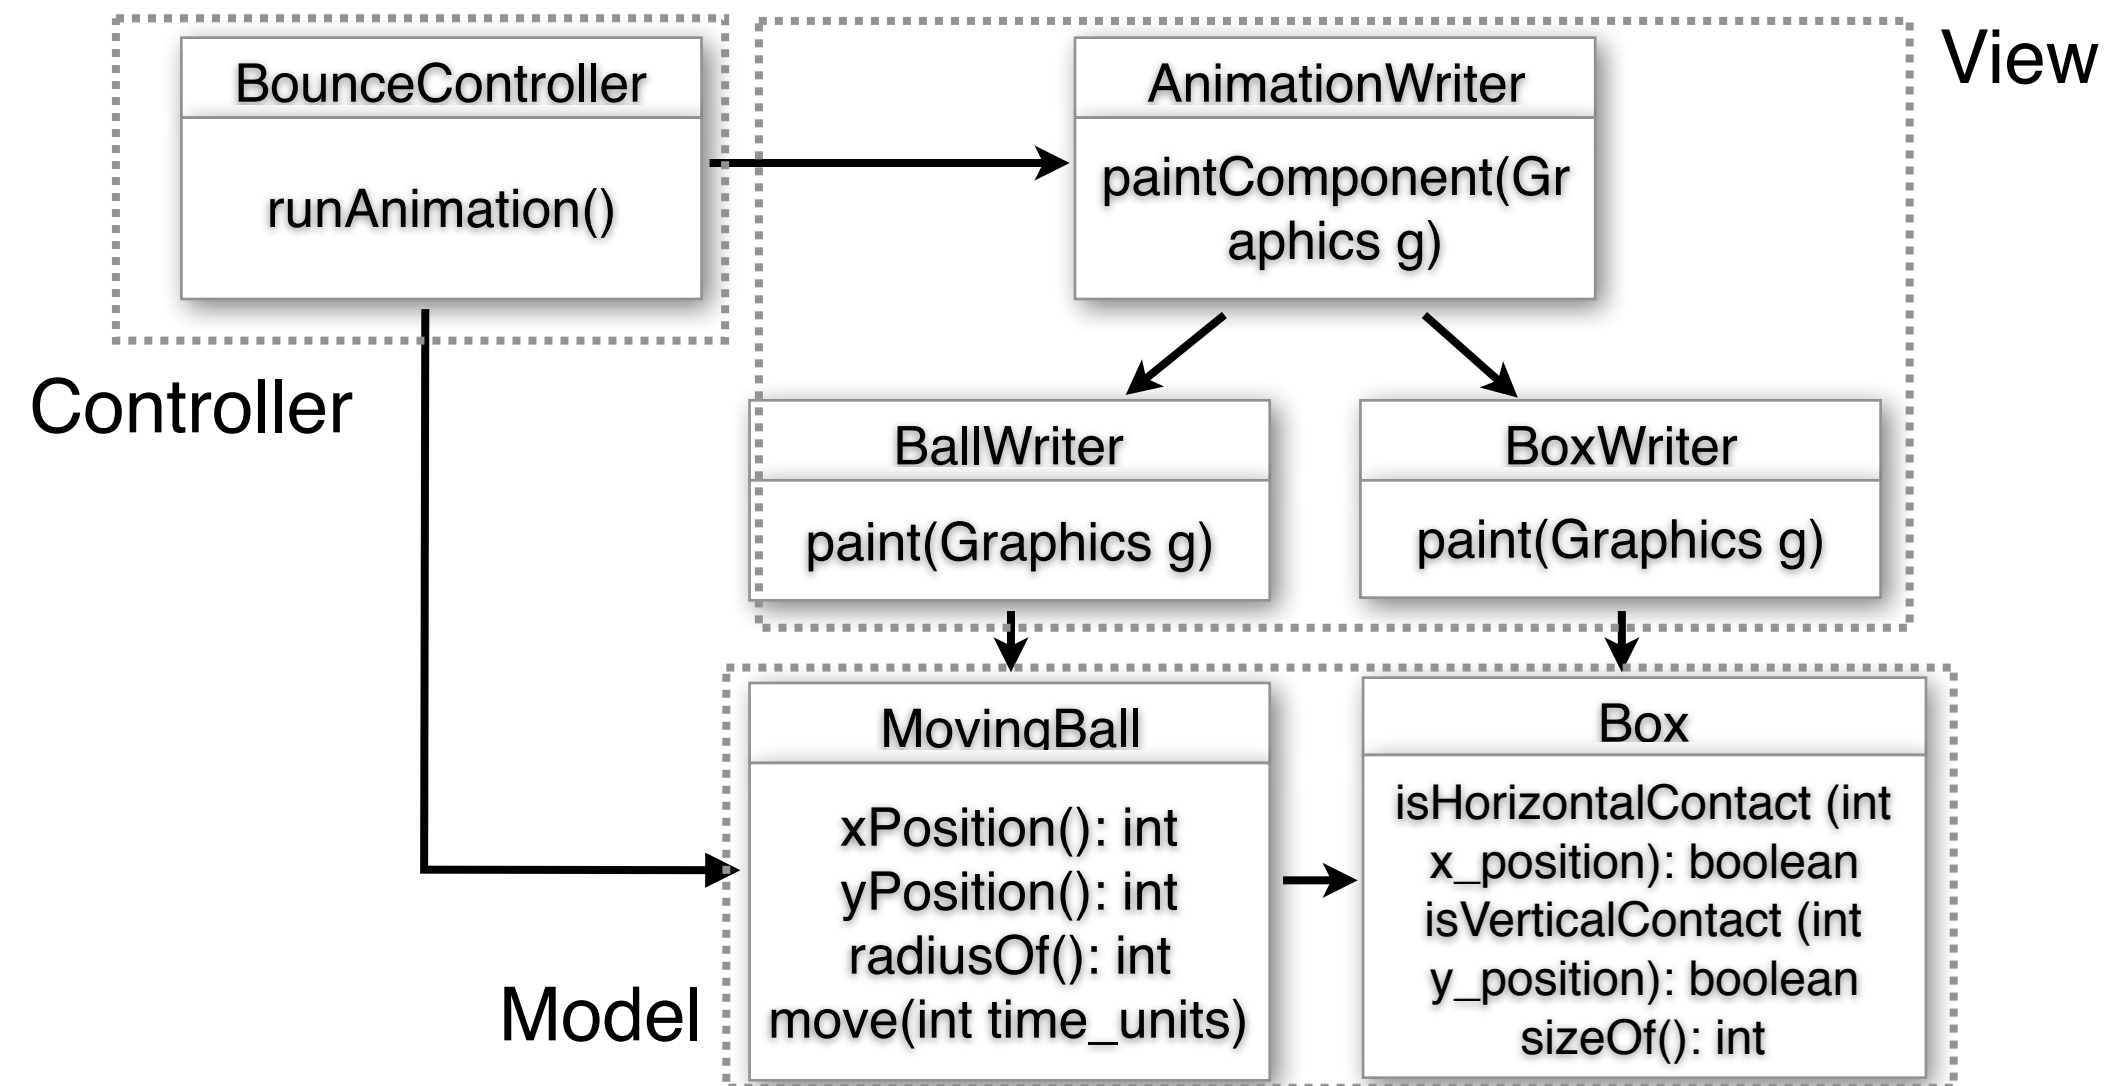 BounceController
runAnimation()
Controller
View
AnimationWriter
paintComponent(Gr
aphics g)
BallWriter
paint(Graphics g)
BoxWriter
paint(Graphics g)
Model
MovingBall
xPosition(): int
yPosition(): int
radiusOf(): int
move(int time_units)
Box
isHorizontalContact (int
x_position): boolean
isVerticalContact (int
y_position): boolean
sizeOf(): int